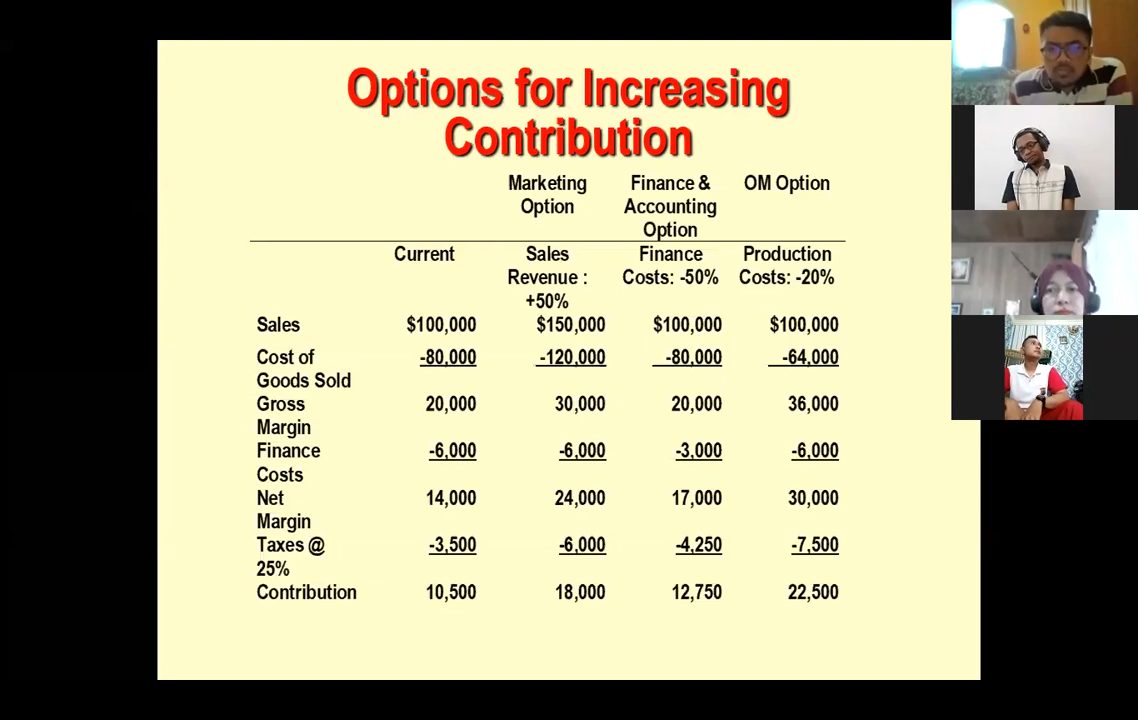 Options for Increasing
Contribution
Marketing Finance & OM Option
Option Accounting
Option
Current Sales Finance Production
Revenue : Costs: -50% Costs: -20%
+50%
Sales $100,000 $150,000 $100,000 $100,000
Cost of -80,000 -120,000 -80,000 -64,000
Goods Sold
Gross 20,000 30,000 20,000 36,000
Margin
Finance -6,000 -6,000 -3,000 -6,000
Costs
Net 14,000 24,000 17,000 30,000
Margin
Taxes @ -3,500 -6,000 -4,250 -7,500
25%
Contribution 10,500 18,000 12,750 22,500